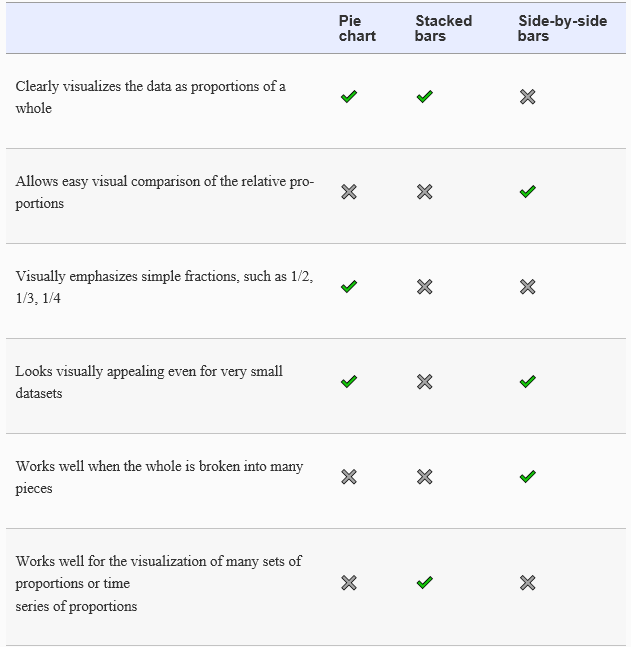 Pie chart
Stacked bars
Side-by-side bars
Clearly visualizes the data as proportions of a
whole
Allows easy visual comparison of the relative pro-
portions
Visually emphasizes simple fractions, such as 1/2,
1/3, 1/4
Looks visually appealing even for very small
datasets
Works well when the whole is broken into many
pieces
Works well for the visualization of many sets of
proportions or time
series of proportions